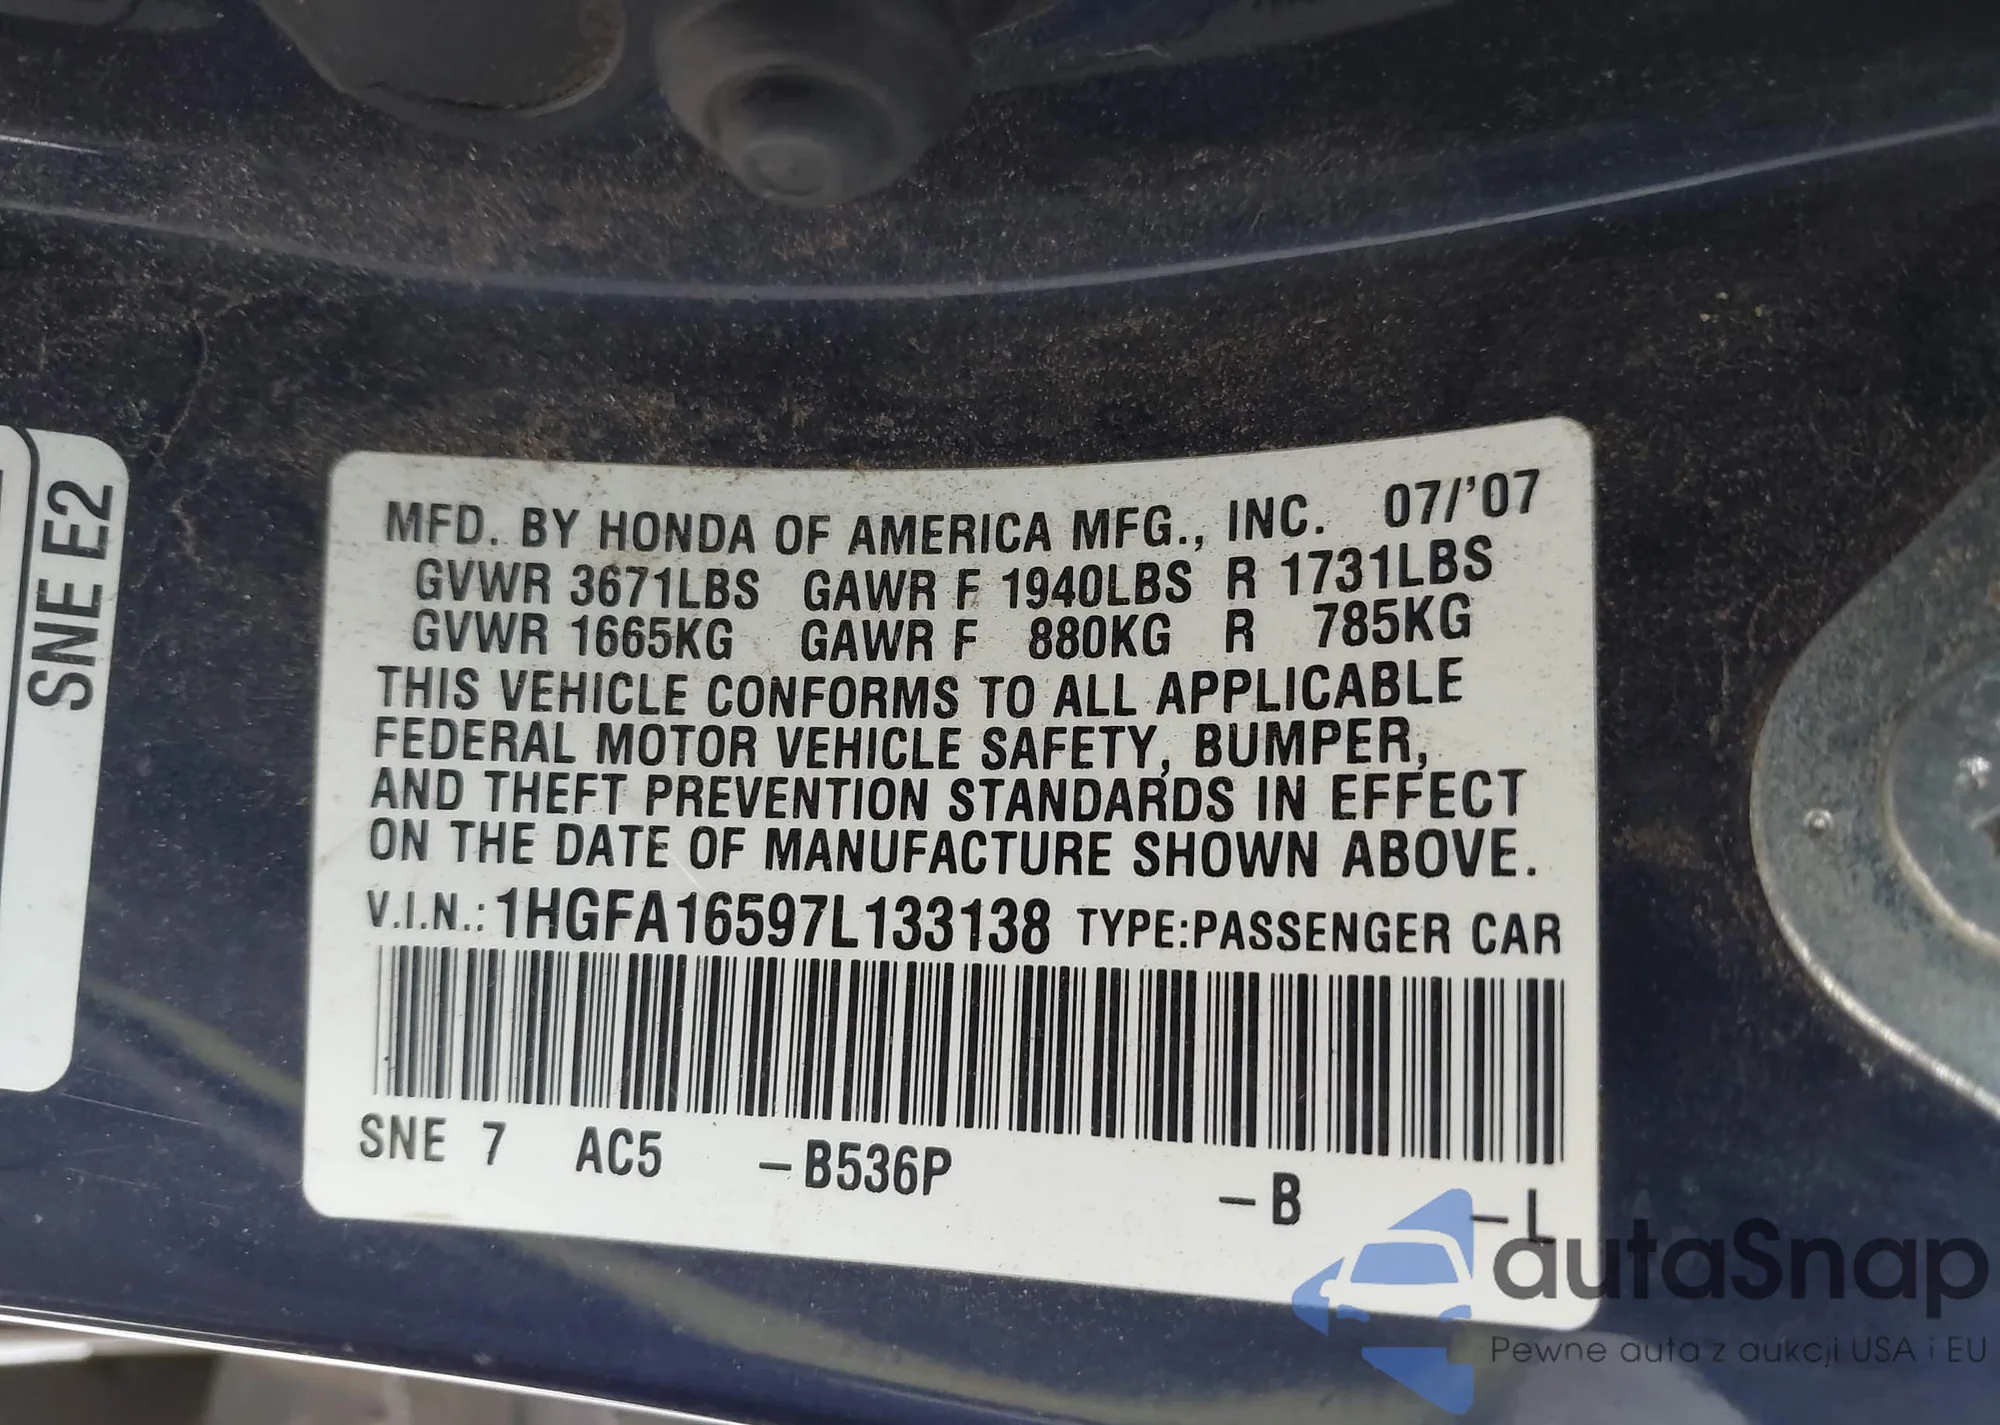 SNE E2
MFD. BY HONDA OF AMERICA MFG., INC. 07/'07
GVWR 3671LBS GAWR F 1940LBS R 1731LBS
GVWR 1665KG GAWR F 880KG R 785KG
THIS VEHICLE CONFORMS TO ALL APPLICABLE
FEDERAL MOTOR VEHICLE SAFETY, BUMPER,
AND THEFT PREVENTION STANDARDS IN EFFECT
ON THE DATE OF MANUFACTURE SHOWN ABOVE.
V.I.N.: 1HGFA16597L133138 TYPE:PASSENGER CAR
SNE 7 AC5 –B536P –B –L
autaSnap
Pewne auta z aukcji USA i EU